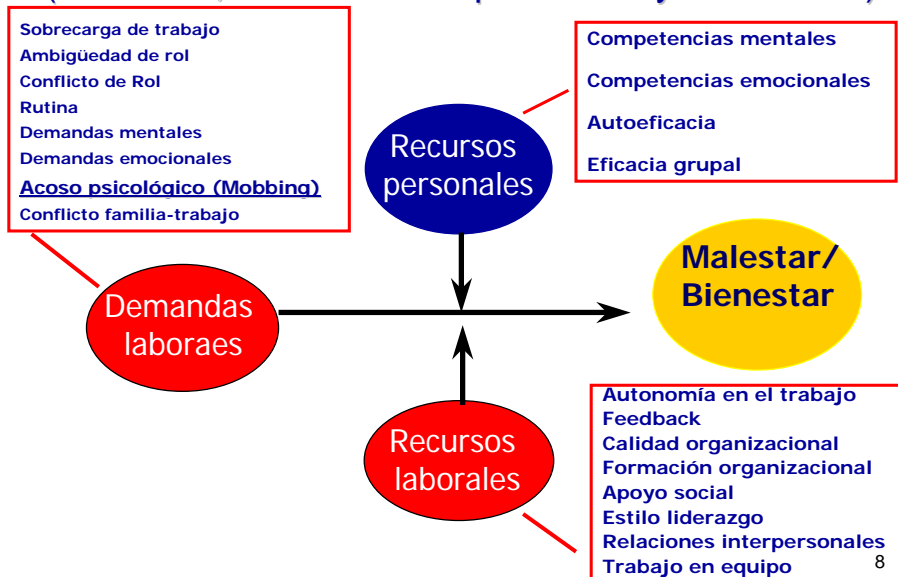 Sobrecarga de trabajo
Ambigüedad de rol
Conflicto de Rol
Rutina
Demandas mentales
Demandas emocionales
Acoso psicológico (Mobbing)
Conflicto familia-trabajo
Competencias mentales
Competencias emocionales
Autoeficacia
Eficacia grupal
Recursos
personales
Malestar/
Bienestar
Demandas
laboraes
Recursos
laborales
Autonomía en el trabajo
Feedback
Calidad organizacional
Formación organizacional
Apoyo social
Estilo liderazgo
Relaciones interpersonales
Trabajo en equipo
8